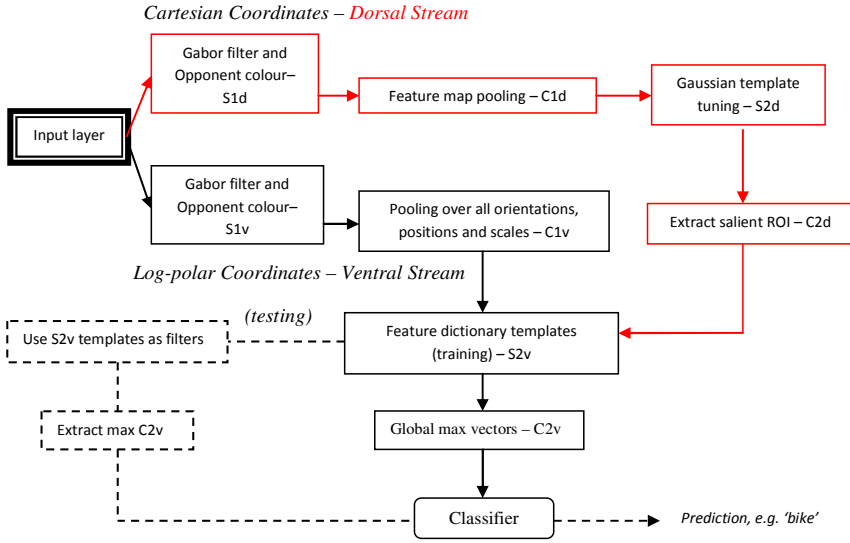 Cartesian Coordinates – Dorsal Stream
Gabor filter and
Opponent colour–
S1d
Feature map pooling – C1d
Gaussian template
tuning – S2d
Input layer
Gabor filter and
Opponent colour–
S1v
Pooling over all orientations,
positions and scales – C1v
Extract salient ROI – C2d
Log-polar Coordinates – Ventral Stream
(testing)
Use S2v templates as filters
Feature dictionary templates
(training) – S2v
Extract max C2v
Global max vectors – C2v
Classifier
Prediction, e.g. ‘bike’